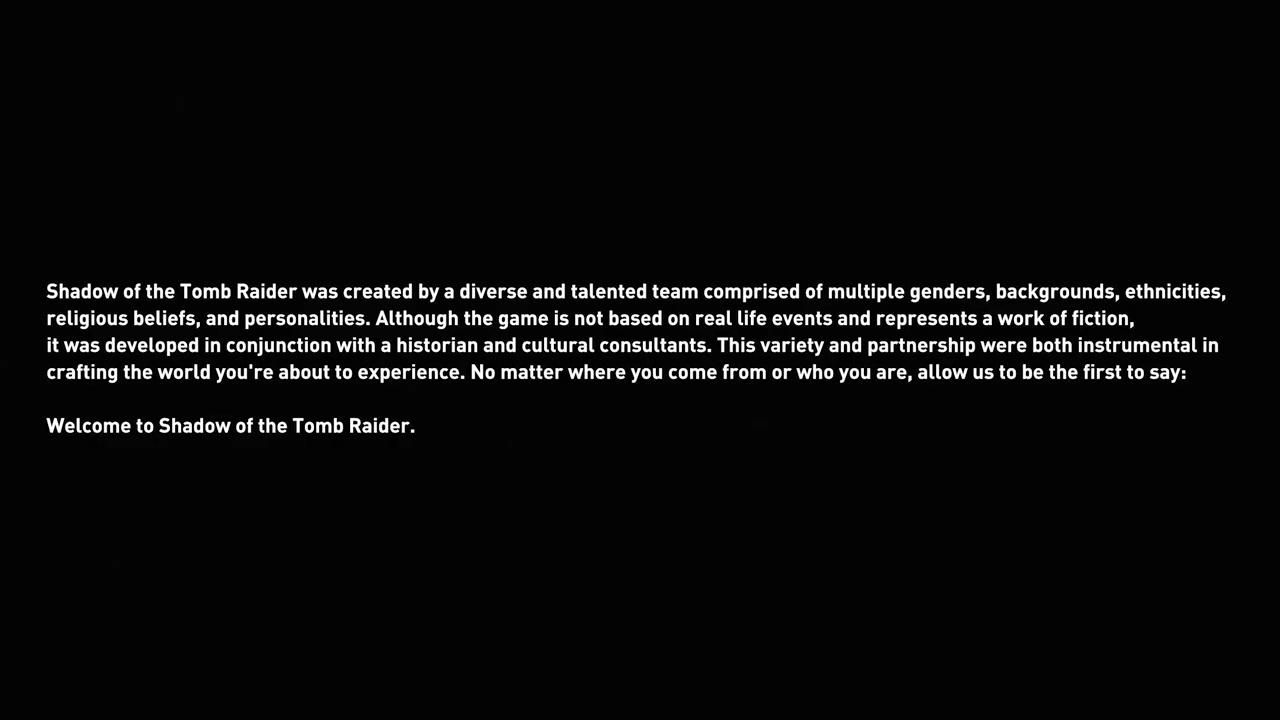 Shadow of the Tomb Raider was created by a diverse and talented team comprised of multiple genders, backgrounds, ethnicities,
religious beliefs, and personalities. Although the game is not based on real life events and represents a work of fiction,
it was developed in conjunction with a historian and cultural consultants. This variety and partnership were both instrumental in
crafting the world you're about to experience. No matter where you come from or who you are, allow us to be the first to say:
Welcome to Shadow of the Tomb Raider.